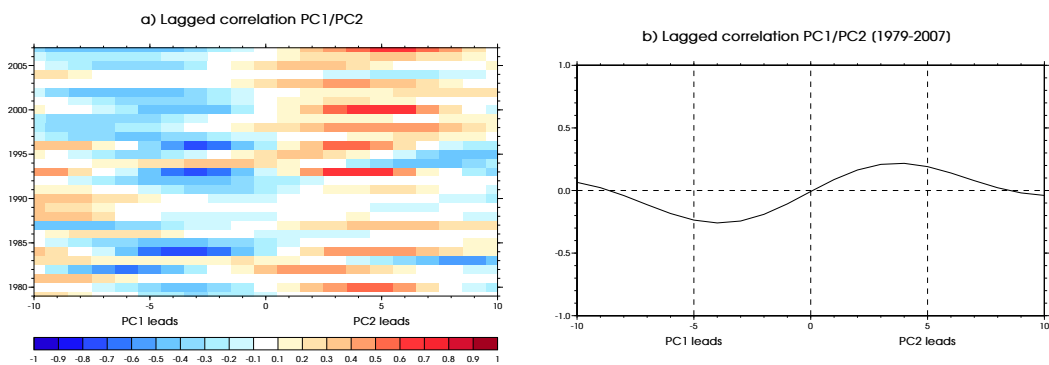 a) Lagged correlation PC1/PC2
2005
2000
1995
1990
1985
1980
-10 -5 0 5 10
PC1 leads PC2 leads
-1 -0.9 -0.8 -0.7 -0.6 -0.5 -0.4 -0.3 -0.2 -0.1 0.1 0.2 0.3 0.4 0.5 0.6 0.7 0.8 0.9 1
b) Lagged correlation PC1/PC2 (1979-2007)
1.0
0.5
0.0
-0.5
-1.0
-10 -5 0 5 10
PC1 leads PC2 leads